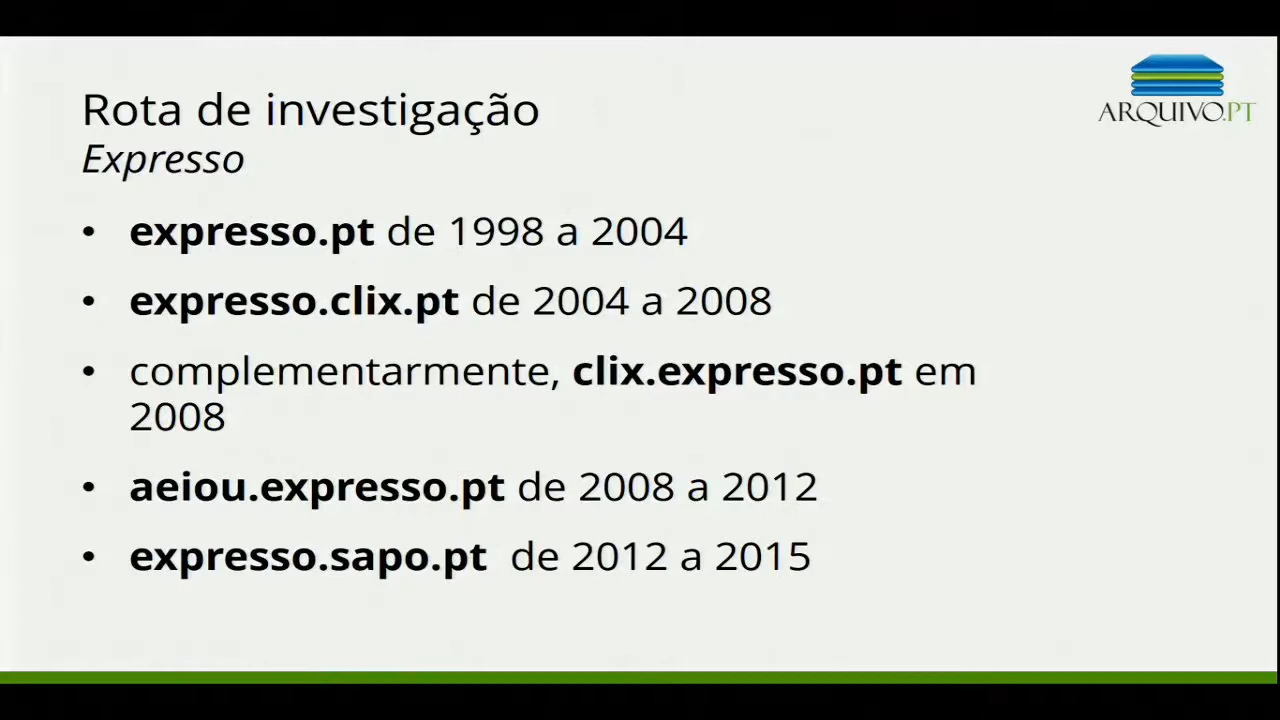 ARQUIVO.PT
Rota de investigação
Expresso
• expresso.pt de 1998 a 2004
• expresso.clix.pt de 2004 a 2008
• complementarmente, clix.expresso.pt em
2008
• aeiou.expresso.pt de 2008 a 2012
• expresso.sapo.pt de 2012 a 2015